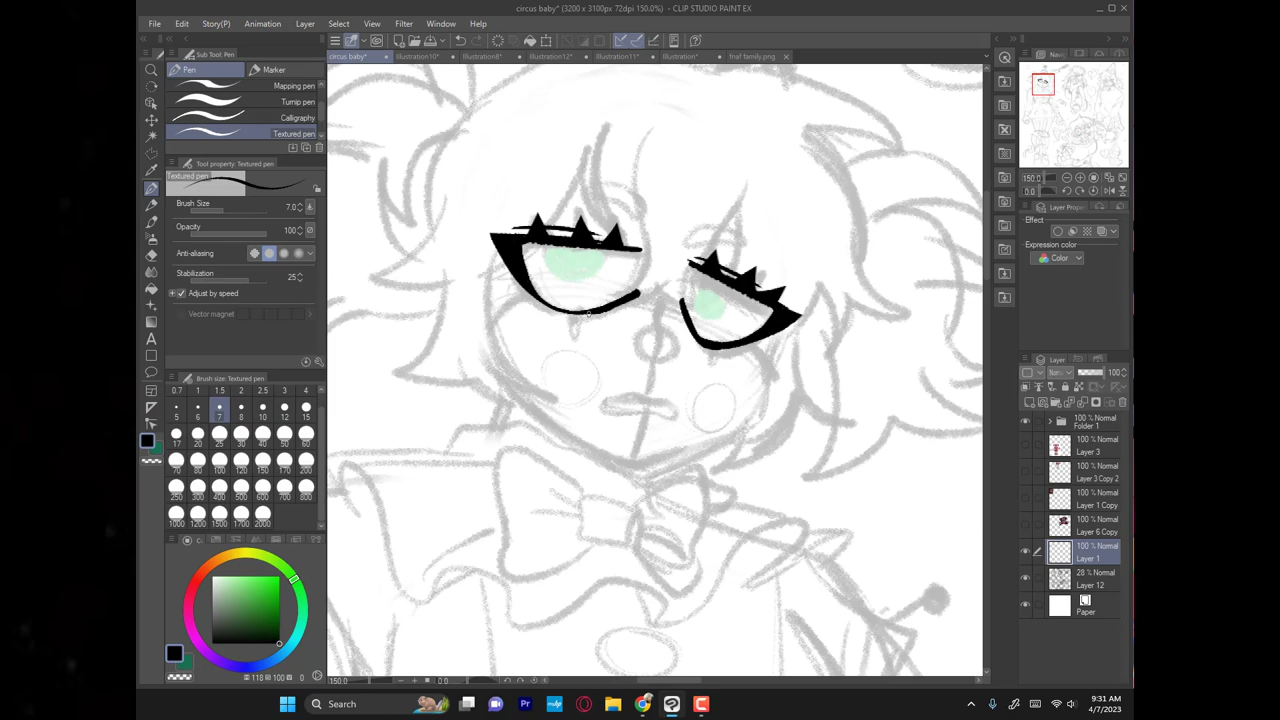 circus baby* (3200 x 3100px 72dpi 150.0%) - CLIP STUDIO PAINT EX
File Edit Story(P) Animation Layer Select View Filter Window Help
Sub Tool: Pen
circus baby* Illustration10* Illustration8* Illustration12* Illustration11* Illustration* fnaf family.png
Pen Marker
Mapping pen
Turnip pen
Calligraphy
Textured pen
Tool property: Textured pen
Textured pen
Brush Size 7.0
Opacity 100
Anti-aliasing
Stabilization 25
Adjust by speed
Vector magnet
Brush size: Textured pen
0.7 1 1.5 2 2.5 3 4
5 6 7 8 10 12 15
17 20 25 30 40 50 60
70 80 100 120 150 170 200
250 300 400 500 600 700 800
1000 1200 1500 1700 2000
118 100 0
150.0 0.0
Navi
150.0
0.0
Layer Prope
Effect
Expression color
Color
Layer
100
100 % Normal
Folder 1
100 % Normal
Layer 3
100 % Normal
Layer 3 Copy 2
100 % Normal
Layer 1 Copy
100 % Normal
Layer 6 Copy
100 % Normal
Layer 1
28 % Normal
Layer 12
Paper
Search
Pr
9:31 AM
4/7/2023